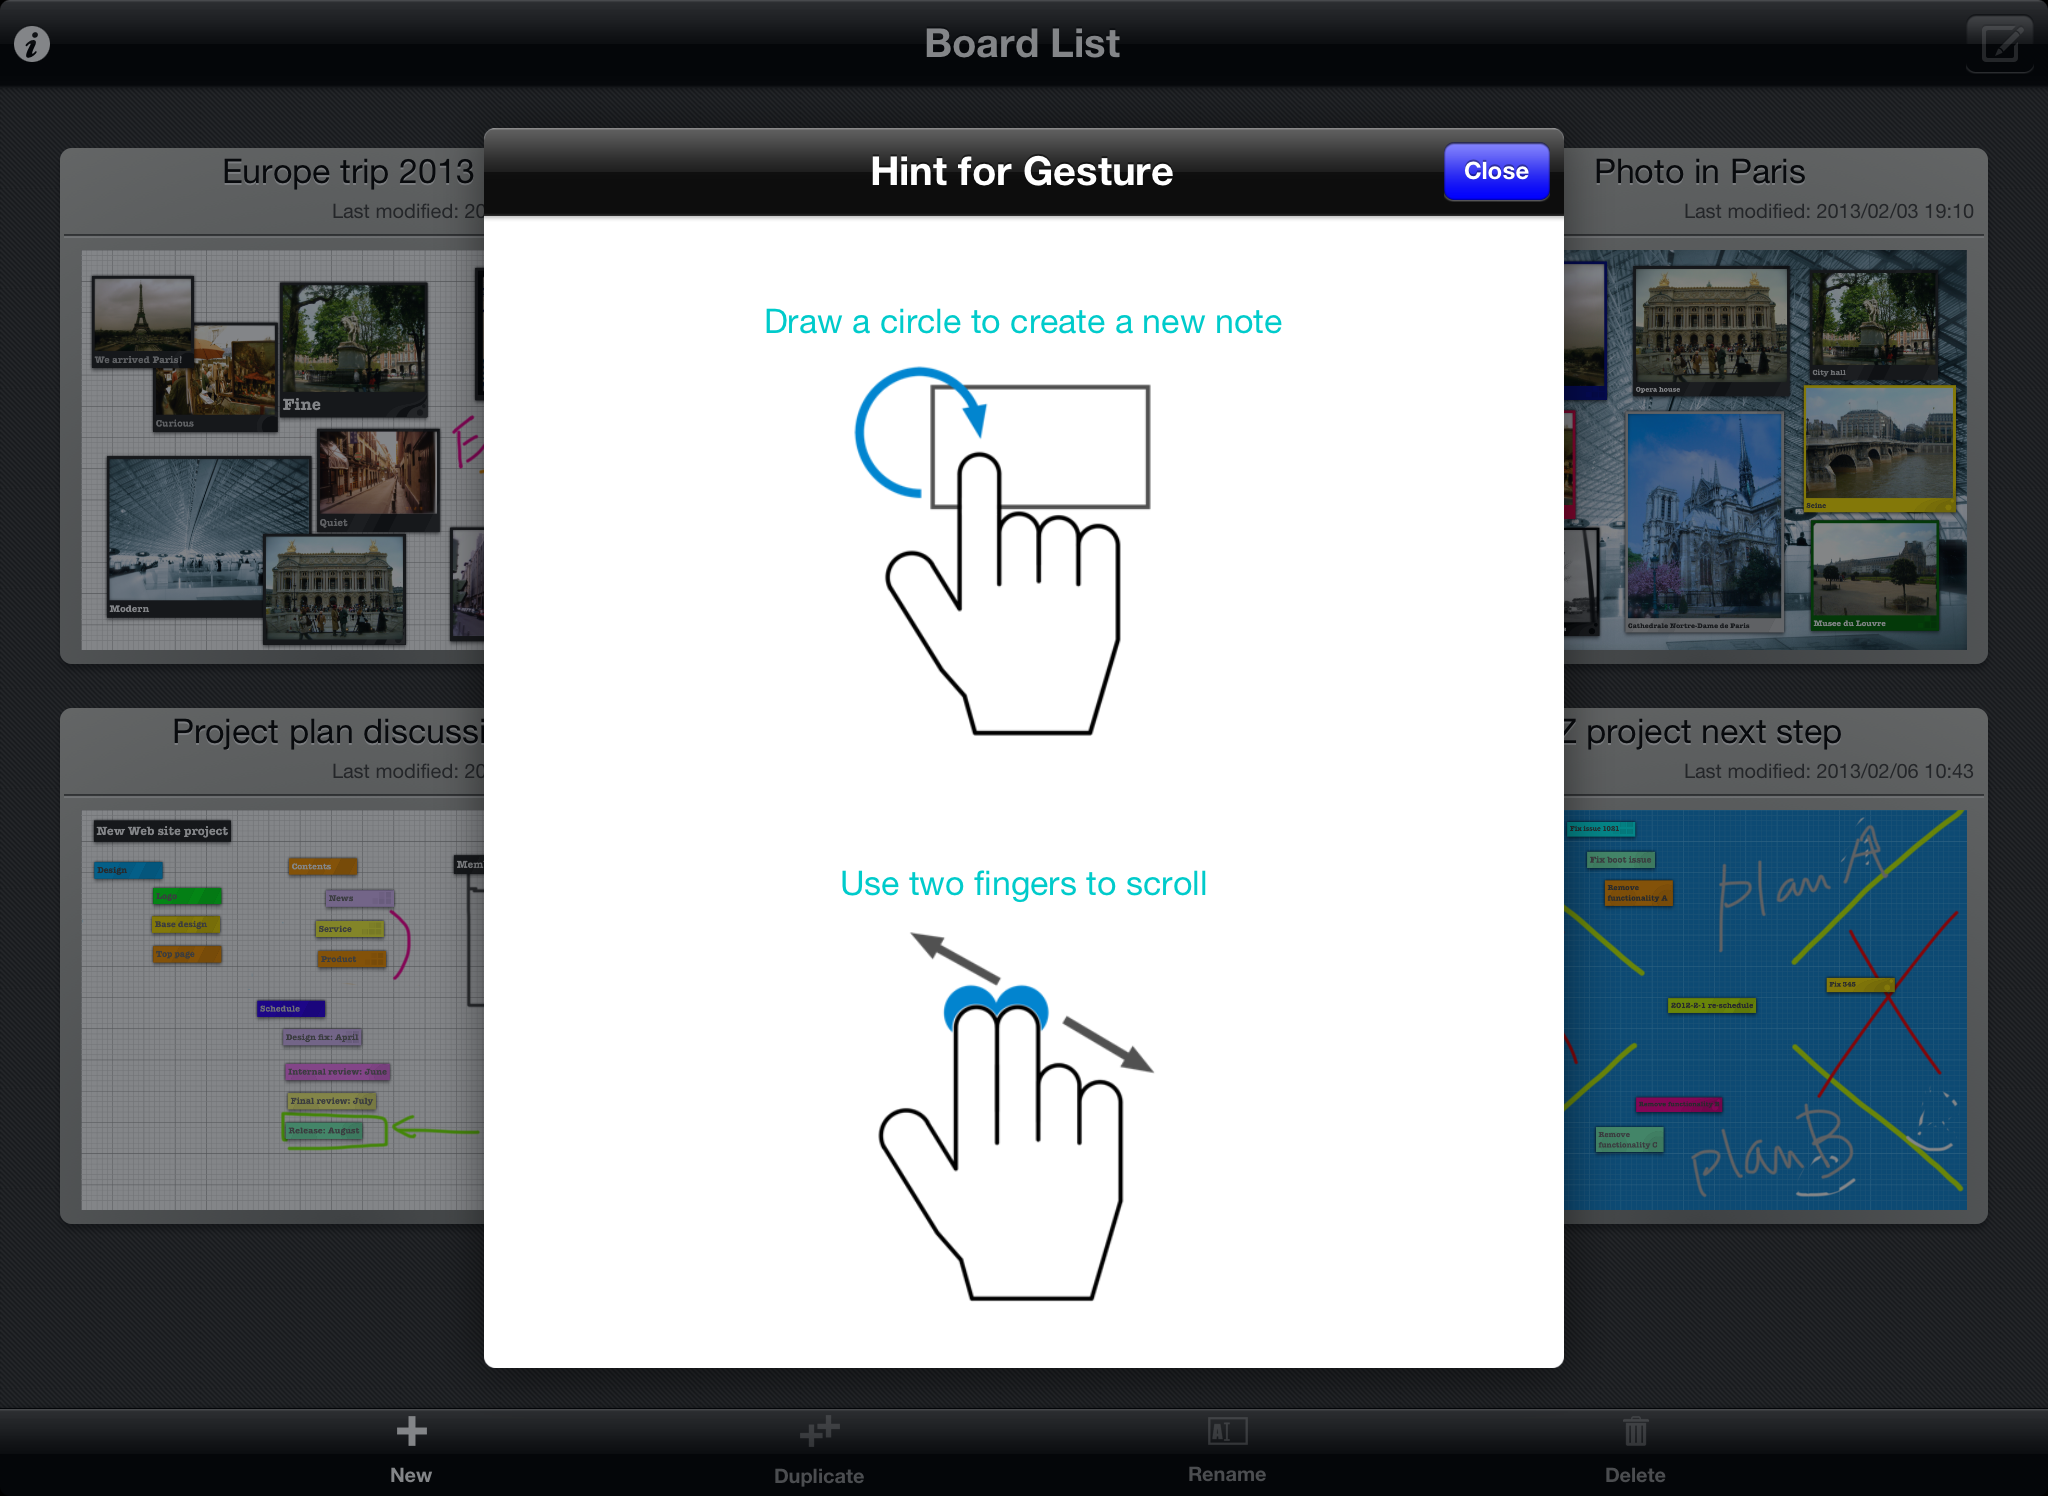 Board List
Europe trip 2013
Last modified: 20
We arrived Paris!
Curious
Fine
Quiet
Modern
Hint for Gesture
Close
Draw a circle to create a new note
Use two fingers to scroll
Photo in Paris
Last modified: 2013/02/03 19:10
Opera house
City hall
Seine
Cathedrale Nortre-Dame de Paris
Musee du Louvre
Project plan discussi
Last modified: 20
New Web site project
Design
Logo
Base design
Top page
Contents
News
Service
Product
Mem
Schedule
Design fix: April
Internal review: June
Final review: July
Release: August
Z project next step
Last modified: 2013/02/06 10:43
Fix issue 1051
Fix boot issue
Remove
functionality A
plan A
Fix 345
2012-2-1 re-schedule
Remove
functionality C
plan B
New
Duplicate
Rename
Delete